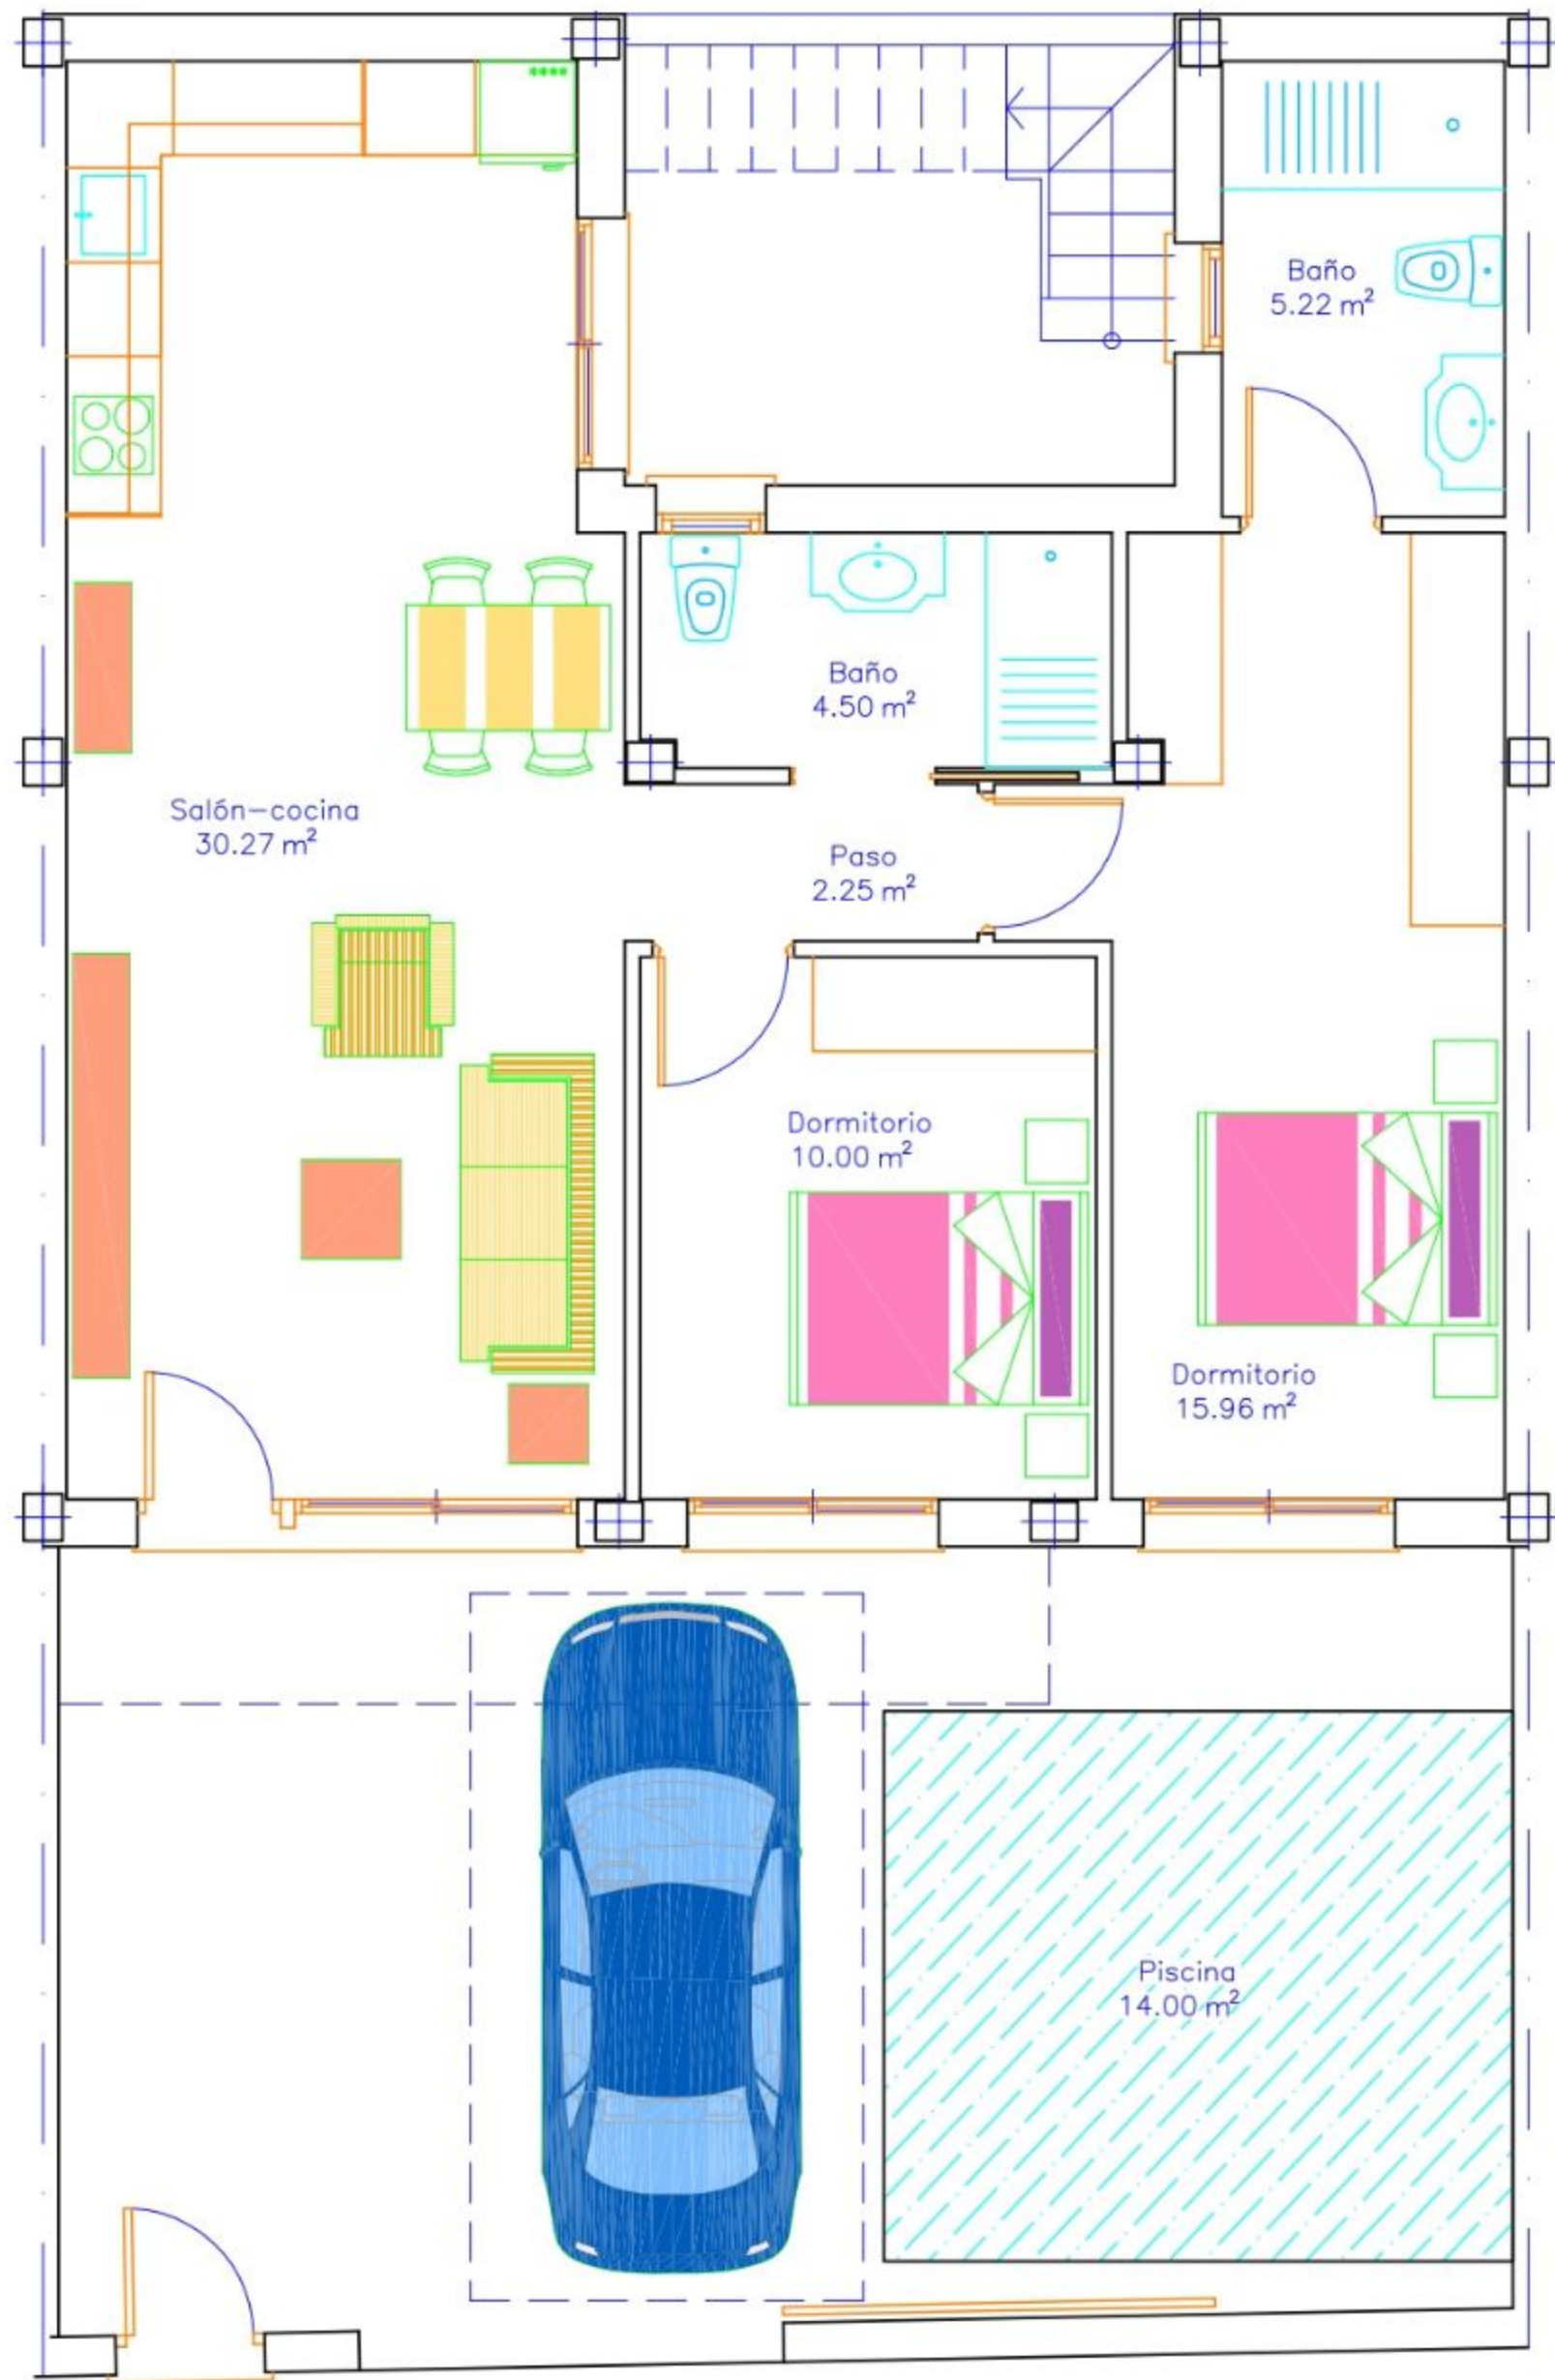 Baño
5.22 m²
Baño
4.50 m²
Salón-cocina
30.27 m²
Paso
2.25 m²
Dormitorio
10.00 m²
Dormitorio
15.96 m²
Piscina
14.00 m²